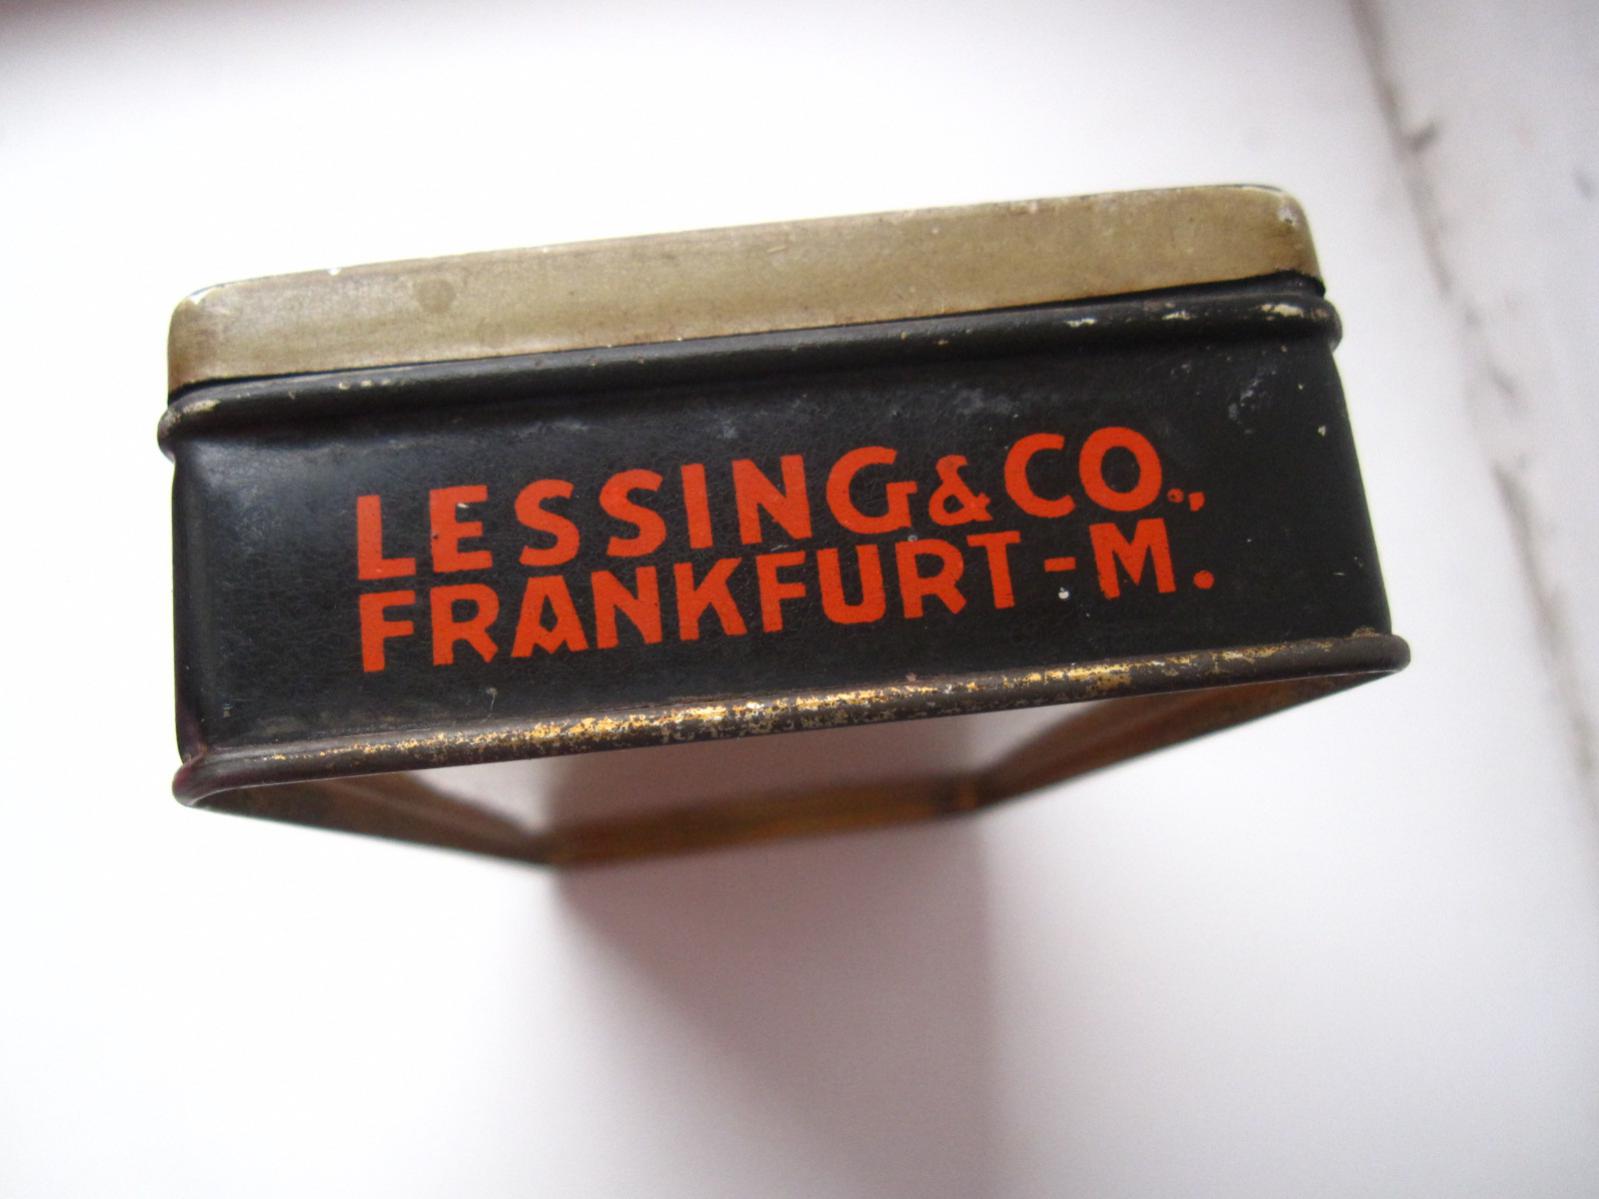 LESSING & CO.,
FRANKFURT-M.